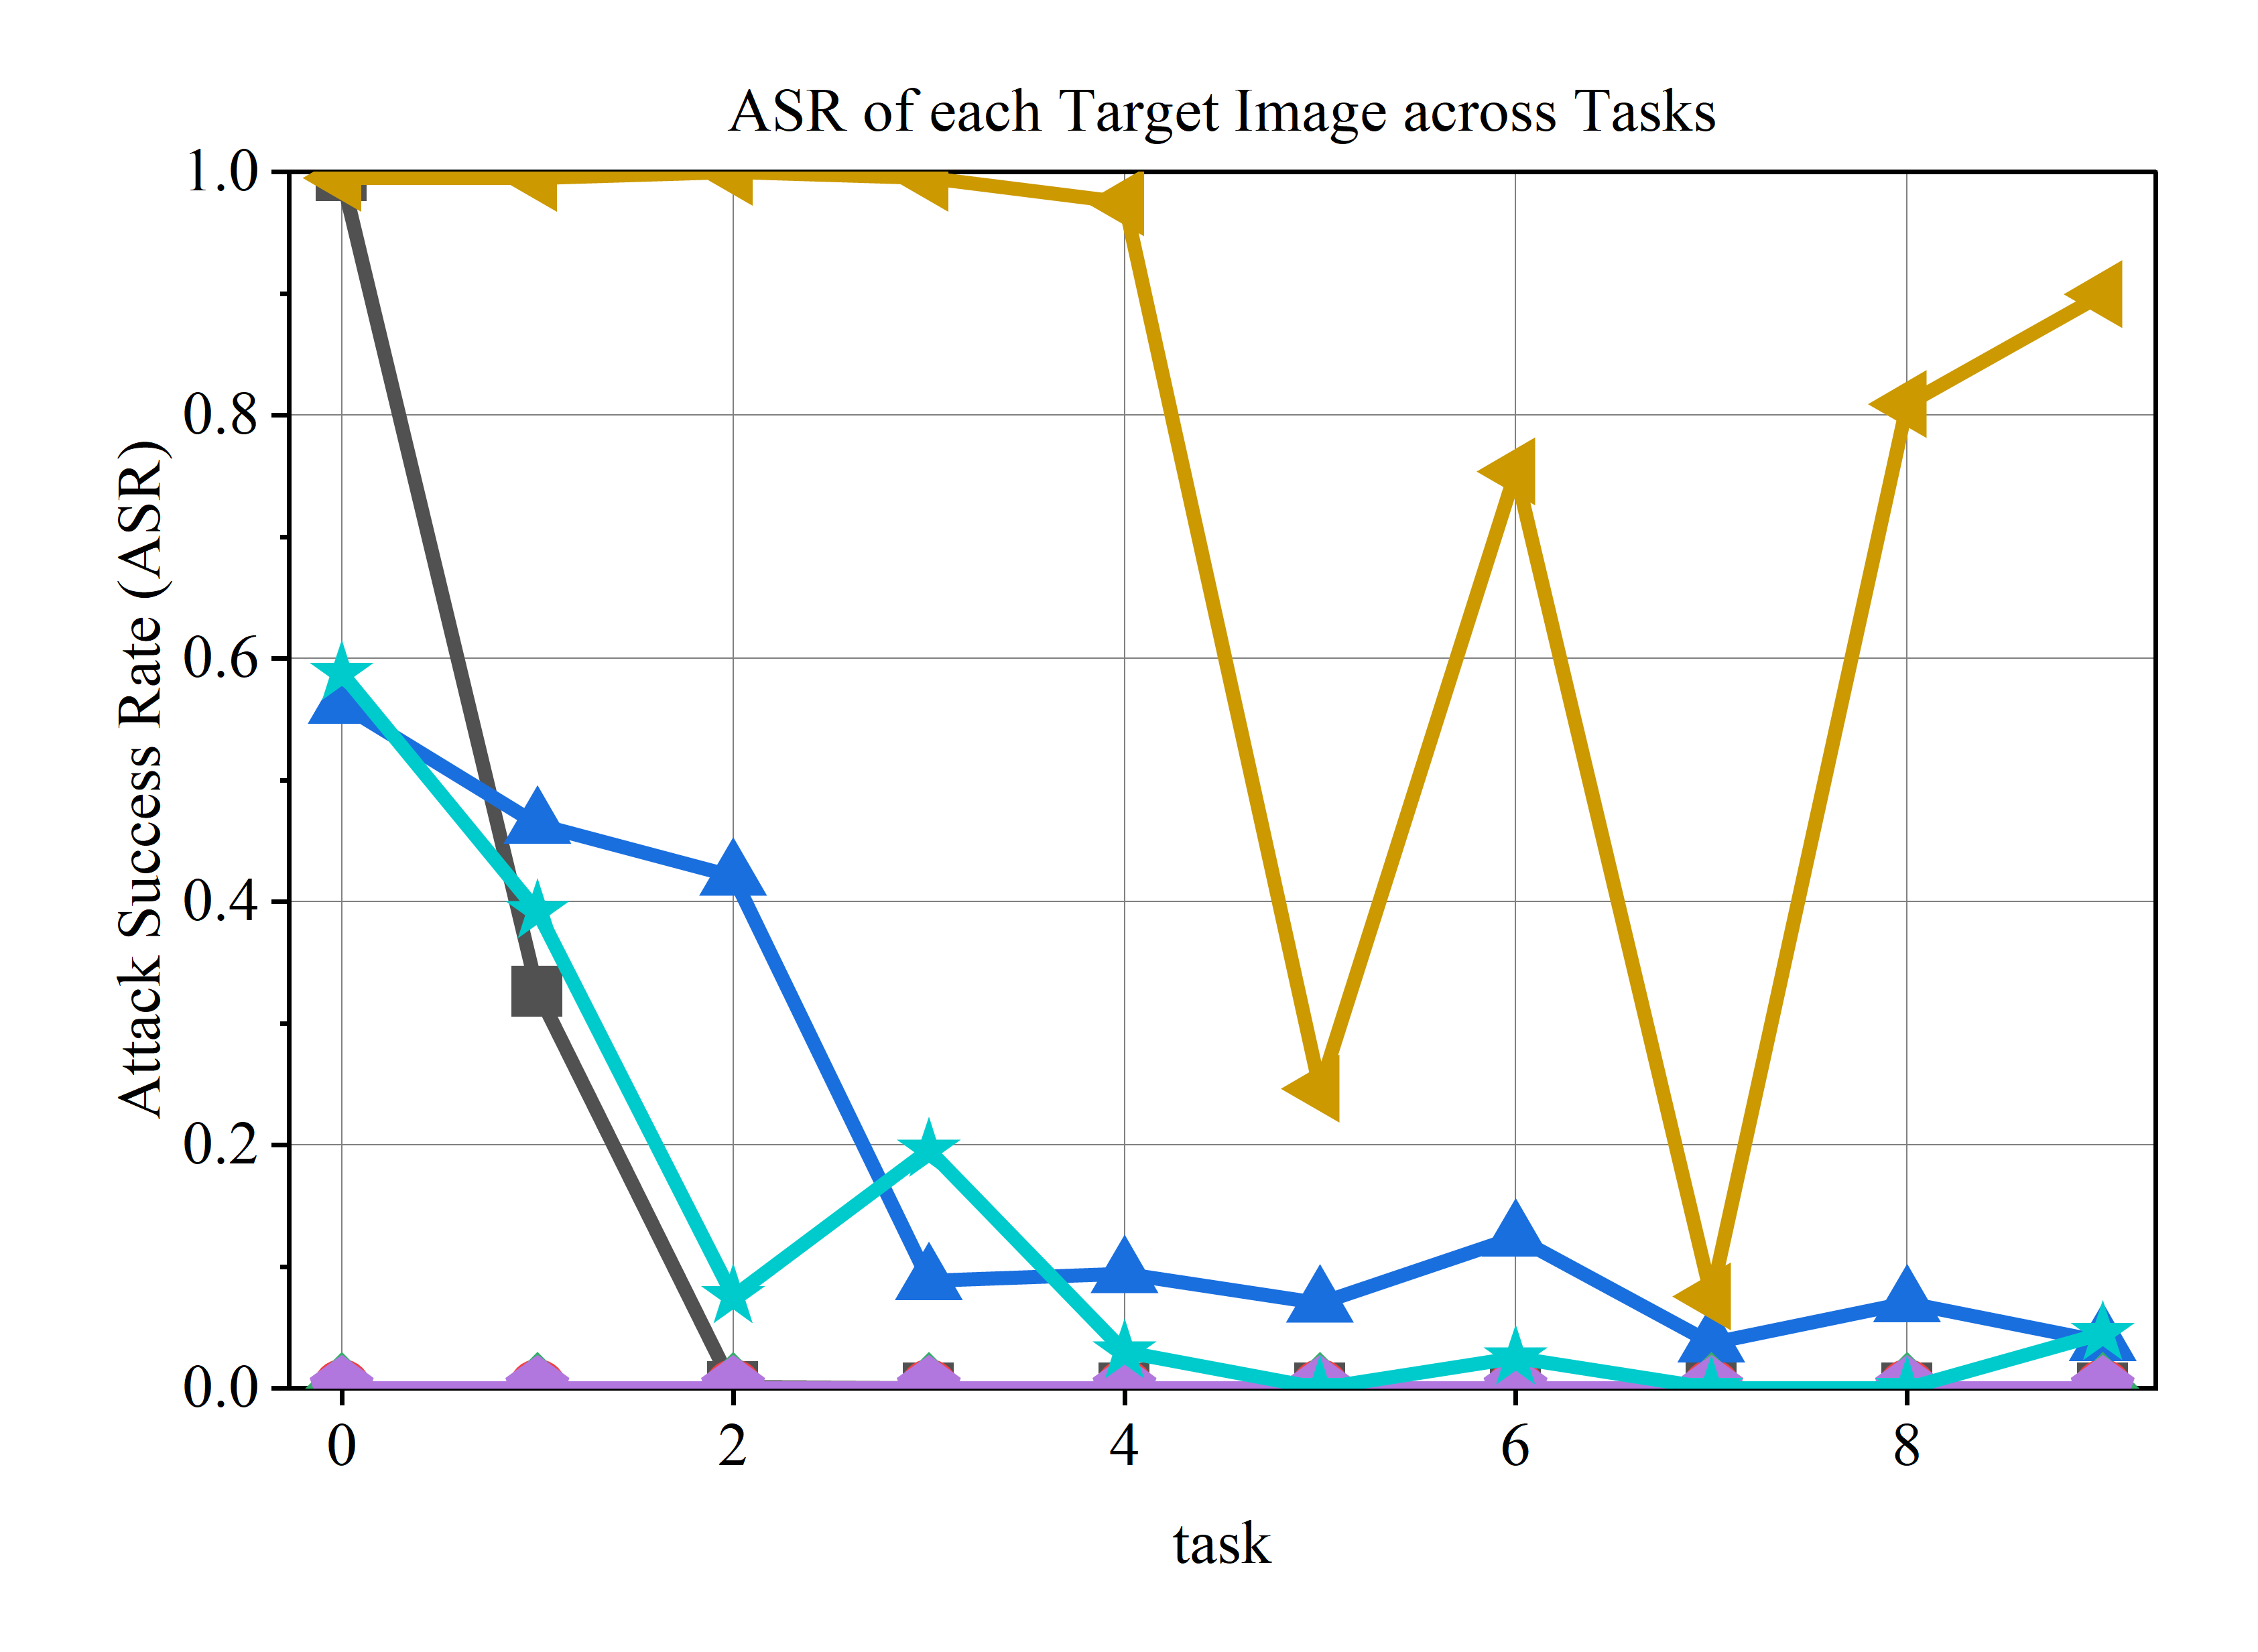 ASR of each Target Image across Tasks
1.0
0.8
0.6
0.4
0.2
0.0
Attack Success Rate (ASR)
0 2 4 6 8
task